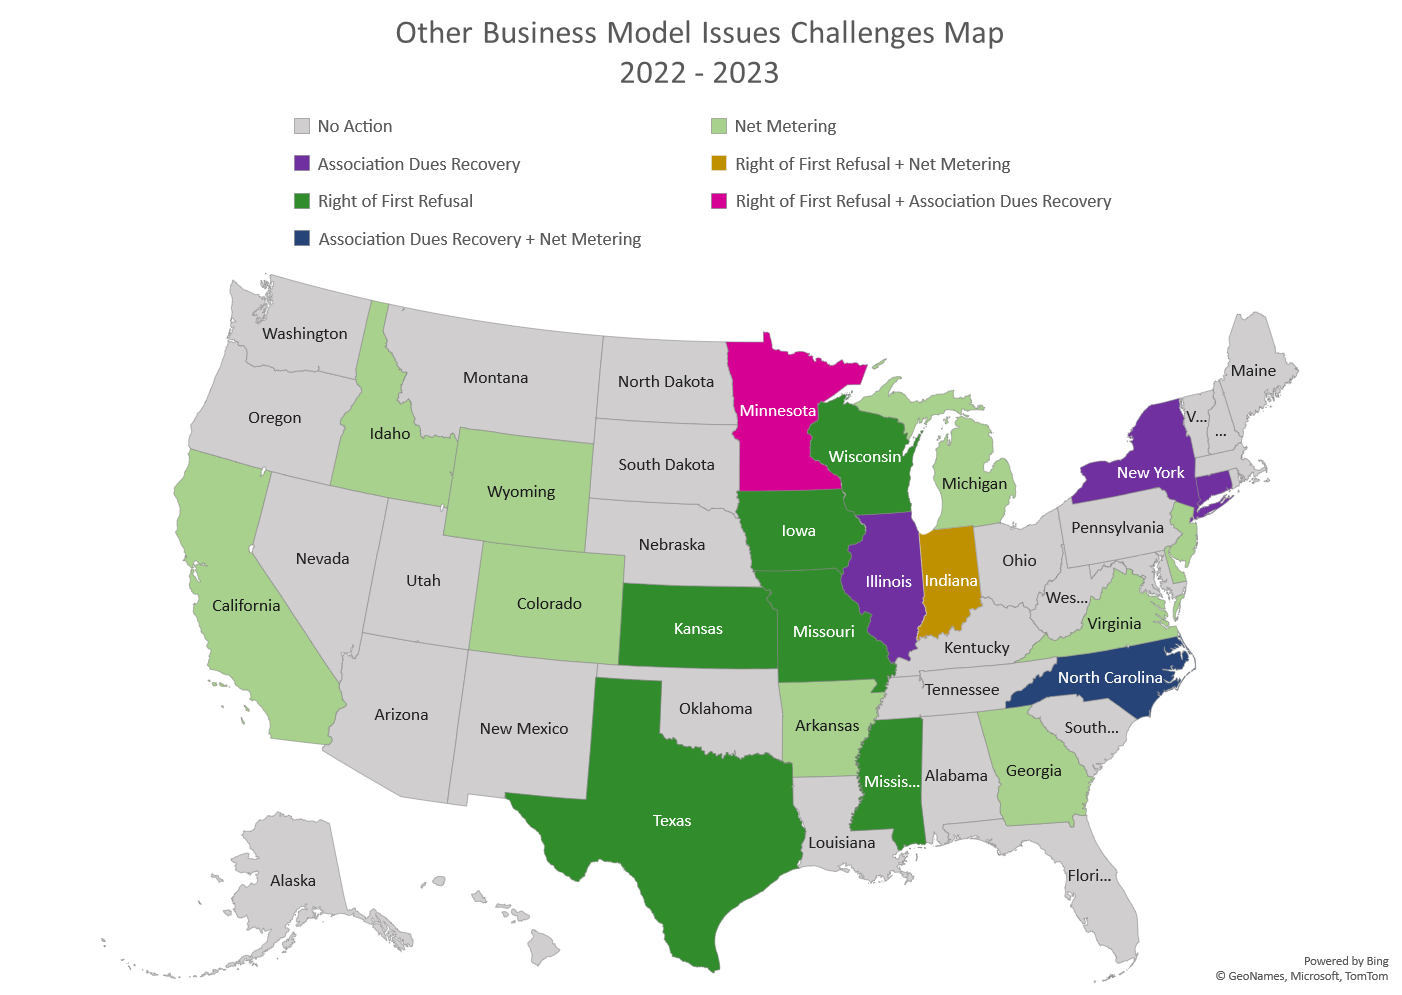 Other Business Model Issues Challenges Map
2022 - 2023
No Action
Net Metering
Association Dues Recovery
Right of First Refusal + Net Metering
Right of First Refusal
Right of First Refusal + Association Dues Recovery
Association Dues Recovery + Net Metering
Washington
Montana
North Dakota
Minnesota
Maine
Oregon
Idaho
South Dakota
Wisconsin
Michigan
New York
V...
...
Wyoming
Nebraska
Iowa
Pennsylvania
Nevada
Utah
Colorado
Illinois
Indiana
Ohio
Wes...
California
Kansas
Missouri
Kentucky
Virginia
Arizona
New Mexico
Oklahoma
Arkansas
Tennessee
North Carolina
South...
Texas
Missis...
Alabama
Georgia
Louisiana
Flori...
Alaska
Powered by Bing
© GeoNames, Microsoft, TomTom